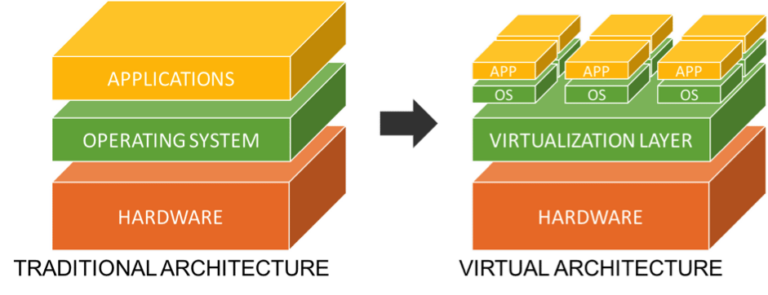 APPLICATIONS
OPERATING SYSTEM
HARDWARE
TRADITIONAL ARCHITECTURE
APP APP APP
OS OS OS
VIRTUALIZATION LAYER
HARDWARE
VIRTUAL ARCHITECTURE